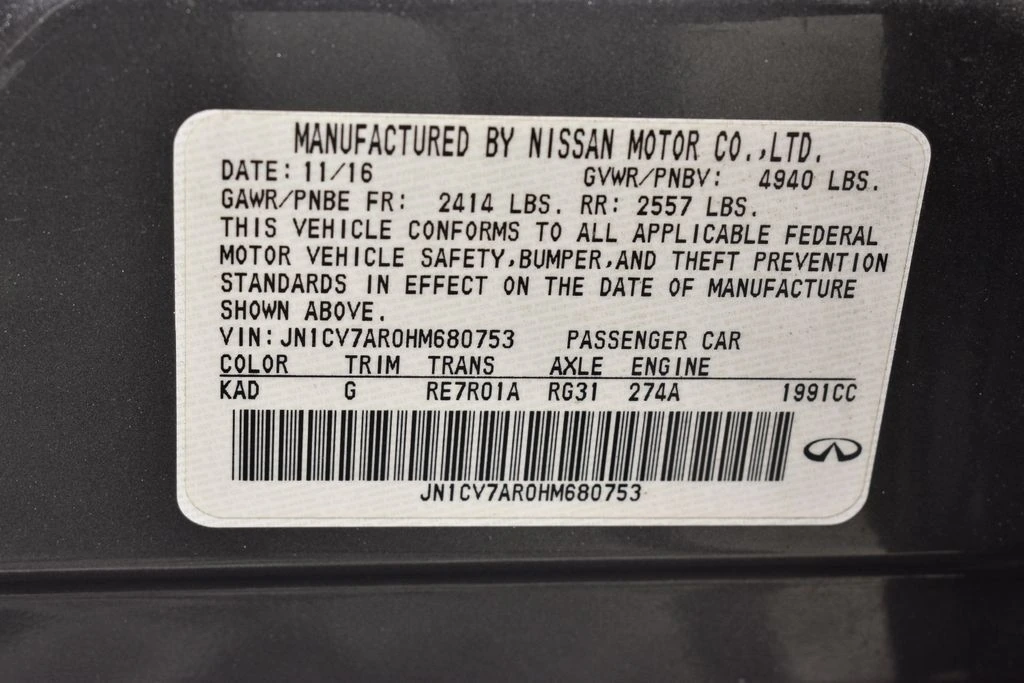 MANUFACTURED BY NISSAN MOTOR CO.,LTD.
DATE: 11/16 GVWR/PNBV: 4940 LBS.
GAWR/PNBE FR: 2414 LBS. RR: 2557 LBS.
THIS VEHICLE CONFORMS TO ALL APPLICABLE FEDERAL
MOTOR VEHICLE SAFETY,BUMPER,AND THEFT PREVENTION
STANDARDS IN EFFECT ON THE DATE OF MANUFACTURE
SHOWN ABOVE.
VIN: JN1CV7AR0HM680753 PASSENGER CAR
COLOR TRIM TRANS AXLE ENGINE
KAD G RE7R01A RG31 274A 1991CC
JN1CV7AR0HM680753